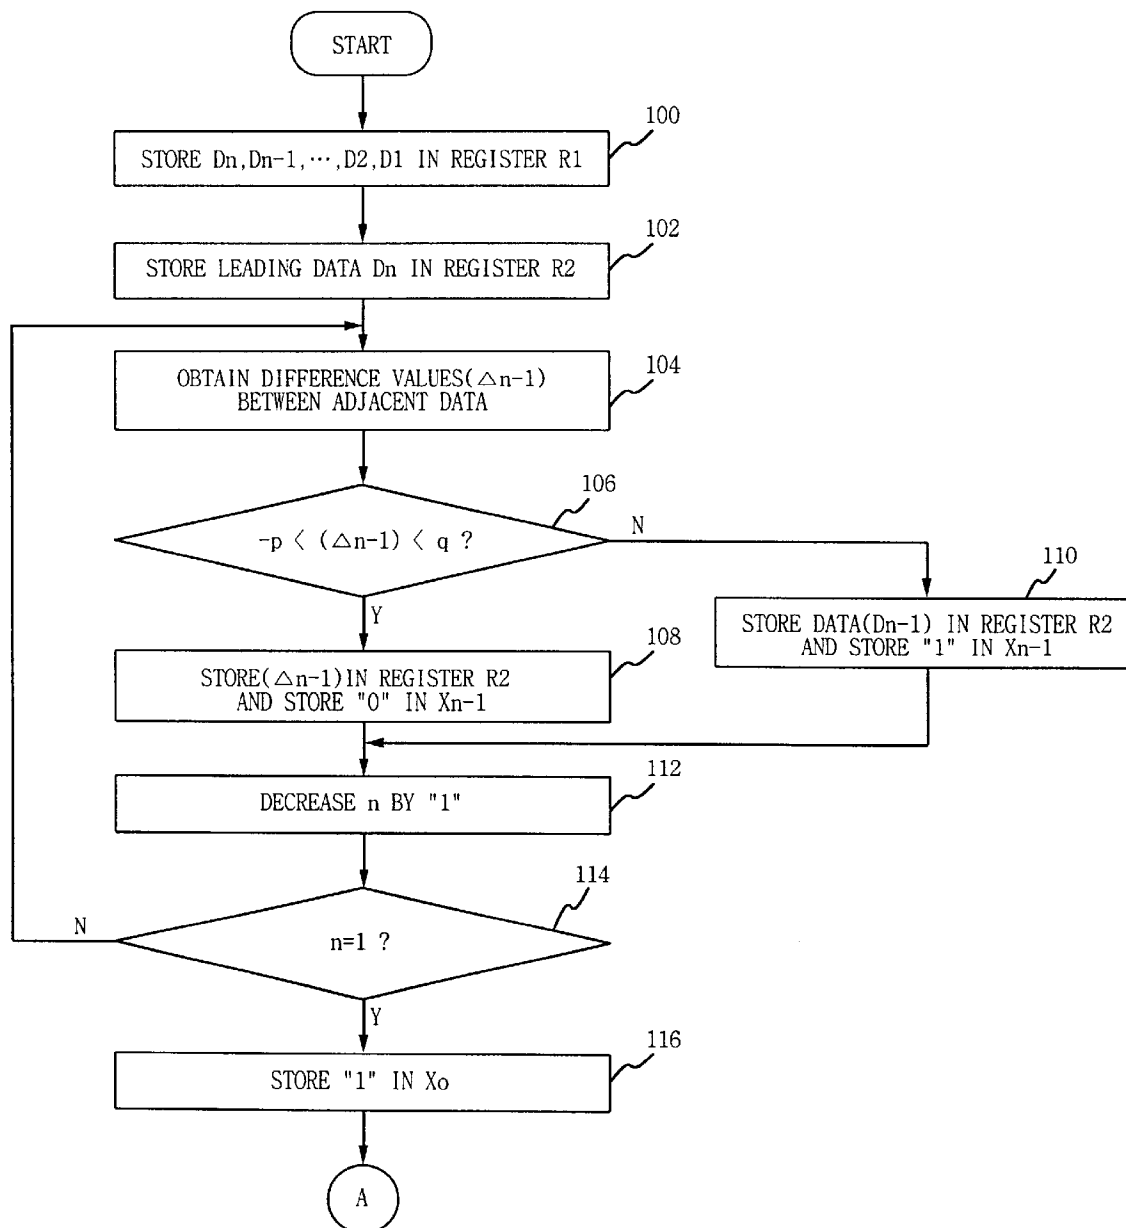 START
100
STORE Dn,Dn-1,···,D2,D1 IN REGISTER R1
102
STORE LEADING DATA Dn IN REGISTER R2
104
OBTAIN DIFFERENCE VALUES(△n-1)
BETWEEN ADJACENT DATA
106
-p < (△n-1) < q ?
N
Y
110
STORE DATA(Dn-1) IN REGISTER R2
AND STORE "1" IN Xn-1
108
STORE(△n-1)IN REGISTER R2
AND STORE "0" IN Xn-1
112
DECREASE n BY "1"
114
N
n=1 ?
Y
116
STORE "1" IN Xo
A